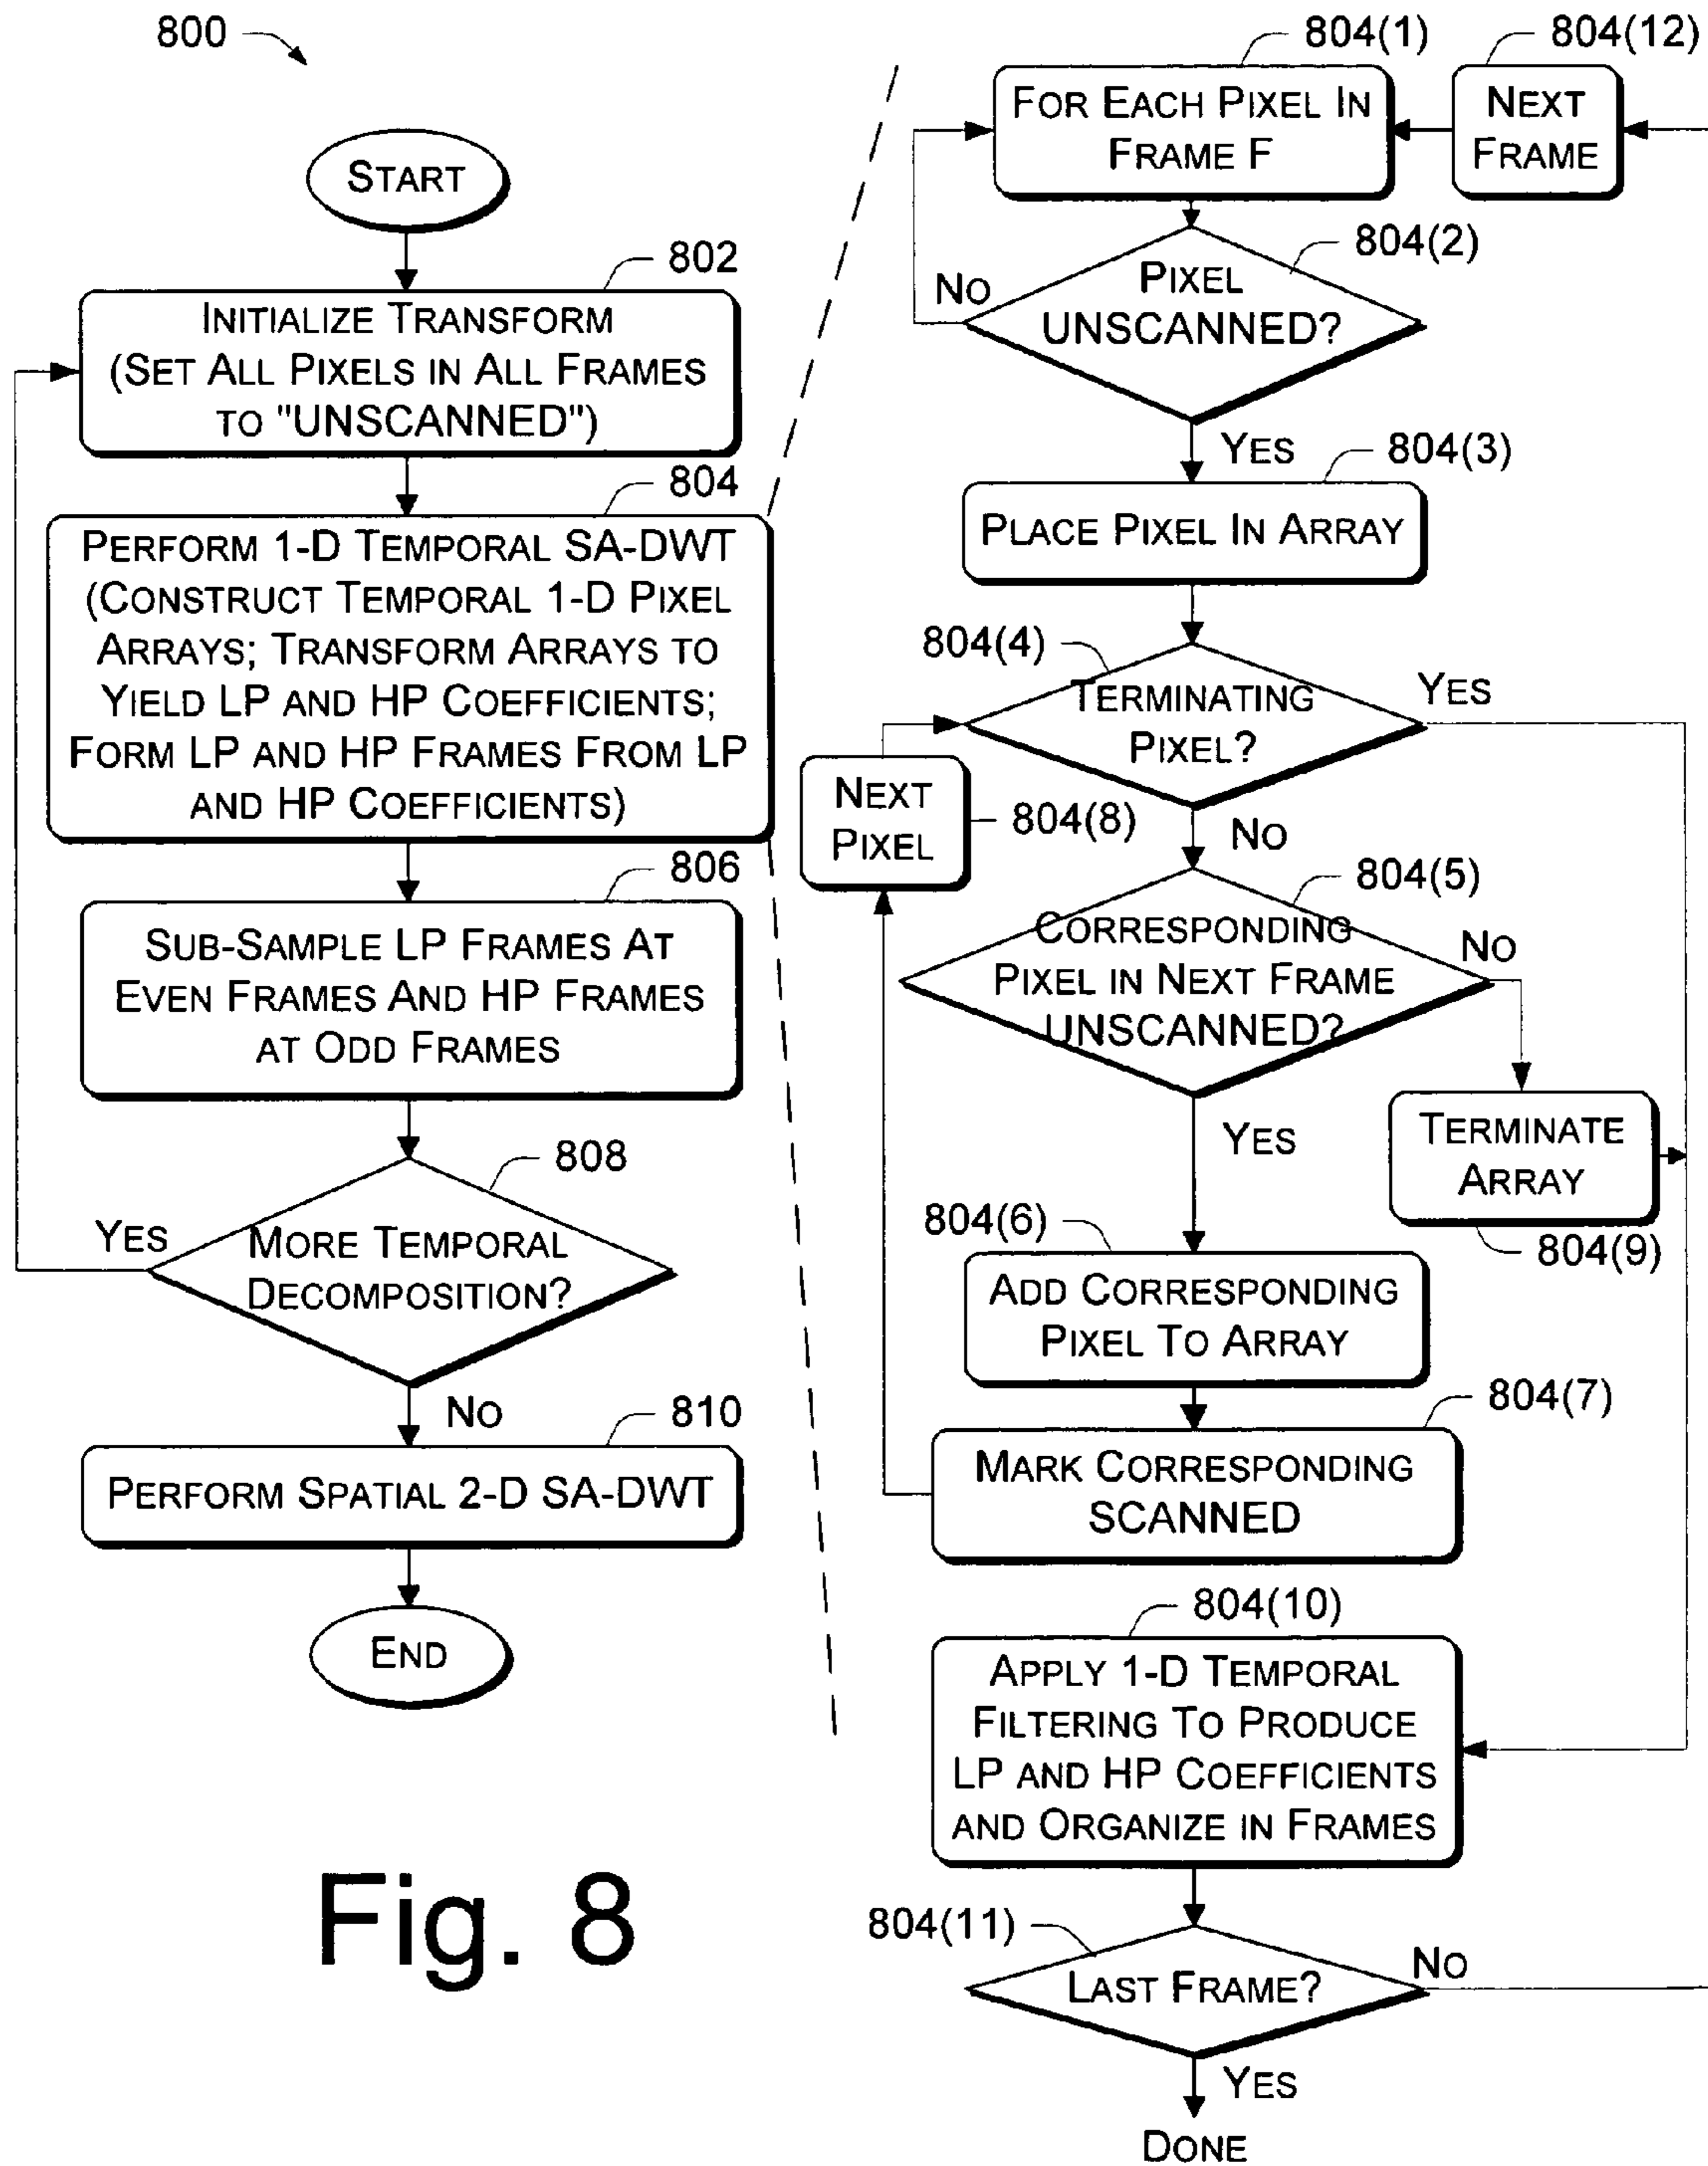 800
START
802
INITIALIZE TRANSFORM
(SET ALL PIXELS IN ALL FRAMES
TO "UNSCANNED")
804
PERFORM 1-D TEMPORAL SA-DWT
(CONSTRUCT TEMPORAL 1-D PIXEL
ARRAYS; TRANSFORM ARRAYS TO
YIELD LP AND HP COEFFICIENTS;
FORM LP AND HP FRAMES FROM LP
AND HP COEFFICIENTS)
806
SUB-SAMPLE LP FRAMES AT
EVEN FRAMES AND HP FRAMES
AT ODD FRAMES
808
MORE TEMPORAL
DECOMPOSITION?
YES
NO
810
PERFORM SPATIAL 2-D SA-DWT
END
804(1)
FOR EACH PIXEL IN
FRAME F
804(12)
NEXT
FRAME
804(2)
PIXEL
UNSCANNED?
NO
YES
804(3)
PLACE PIXEL IN ARRAY
804(4)
TERMINATING
PIXEL?
YES
NO
NEXT
PIXEL
804(8)
804(5)
CORRESPONDING
PIXEL IN NEXT FRAME
UNSCANNED?
NO
YES
TERMINATE
ARRAY
804(9)
804(6)
ADD CORRESPONDING
PIXEL TO ARRAY
804(7)
MARK CORRESPONDING
SCANNED
804(10)
APPLY 1-D TEMPORAL
FILTERING TO PRODUCE
LP AND HP COEFFICIENTS
AND ORGANIZE IN FRAMES
804(11)
LAST FRAME?
NO
YES
DONE
Fig. 8